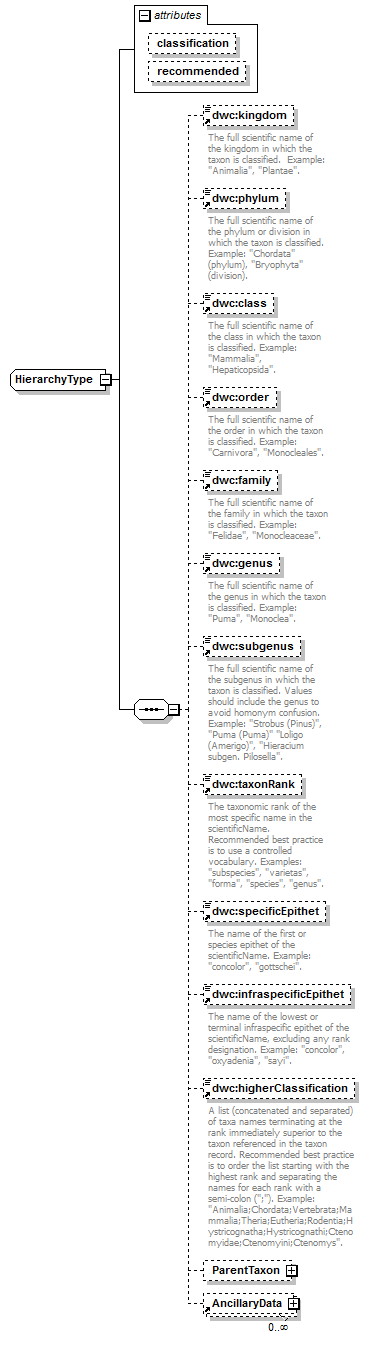 attributes
classification
recommended
dwc:kingdom
The full scientific name of
the kingdom in which the
taxon is classified.  Example:
"Animalia", "Plantae".
dwc:phylum
The full scientific name of
the phylum or division in
which the taxon is classified.
Example: "Chordata"
(phylum), "Bryophyta"
(division).
dwc:class
The full scientific name of
the class in which the taxon
is classified. Example:
"Mammalia",
"Hepaticopsida".
HierarchyType
dwc:order
The full scientific name of
the order in which the taxon
is classified. Example:
"Carnivora", "Monocleales".
dwc:family
The full scientific name of
the family in which the taxon
is classified. Example:
"Felidae", "Monocleaceae".
dwc:genus
The full scientific name of
the genus in which the taxon
is classified. Example:
"Puma", "Monoclea".
dwc:subgenus
The full scientific name of
the subgenus in which the
taxon is classified. Values
should include the genus to
avoid homonym confusion.
Example: "Strobus (Pinus)",
"Puma (Puma)" "Loligo
(Amerigo)", "Hieracium
subgen. Pilosella".
dwc:taxonRank
The taxonomic rank of the
most specific name in the
scientificName.
Recommended best practice
is to use a controlled
vocabulary. Examples:
"subspecies", "varietas",
"forma", "species", "genus".
dwc:specificEpithet
The name of the first or
species epithet of the
scientificName. Example:
"concolor", "gottschei".
dwc:infraspecificEpithet
The name of the lowest or
terminal infraspecific epithet of the
scientificName, excluding any rank
designation. Example: "concolor",
"oxyadenia", "sayi".
dwc:higherClassification
A list (concatenated and separated)
of taxa names terminating at the
rank immediately superior to the
taxon referenced in the taxon
record. Recommended best practice
is to order the list starting with the
highest rank and separating the
names for each rank with a
semi-colon (";"). Example:
"Animalia;Chordata;Vertebrata;Ma
mmalia;Theria;Eutheria;Rodentia;H
ystricognatha;Hystricognathi;Cteno
myidae;Ctenomyini;Ctenomys".
ParentTaxon
AncillaryData
0..∞